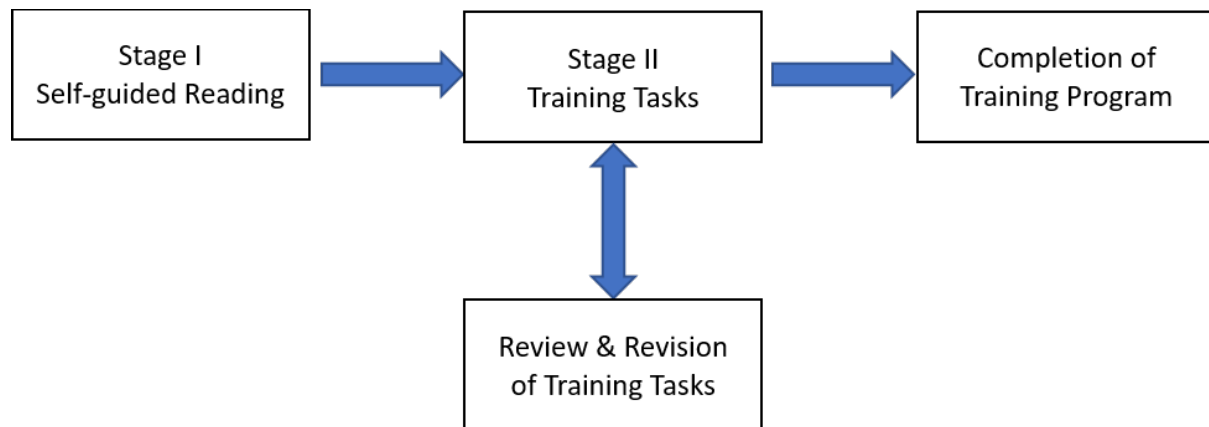 Stage I
Self-guided Reading
Stage II
Training Tasks
Completion of
Training Program
Review & Revision
of Training Tasks